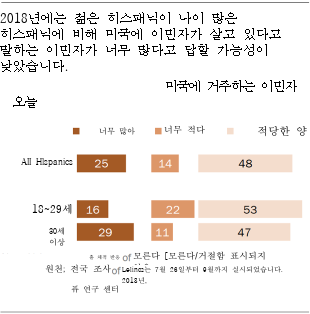 2018년에는 젊은 히스패닉이 나이 많은
히스패닉에 비해 미국에 이민자가 살고 있다고
말하는 이민자가 너무 많다고 답할 가능성이
낮았습니다.
미국에 거주하는 이민자
오늘
너무 많아 너무 적다 적당한 양
All Hispanics 25 14 48
18~29세 16 22 53
30세 이상 29 11 47
of 모른다 [모른다/거절함 표시되지
원천; 전국 조사 of Latinos는 7월 26일부터 9월까지 실시되었습니다.
2018년,
퓨 연구 센터